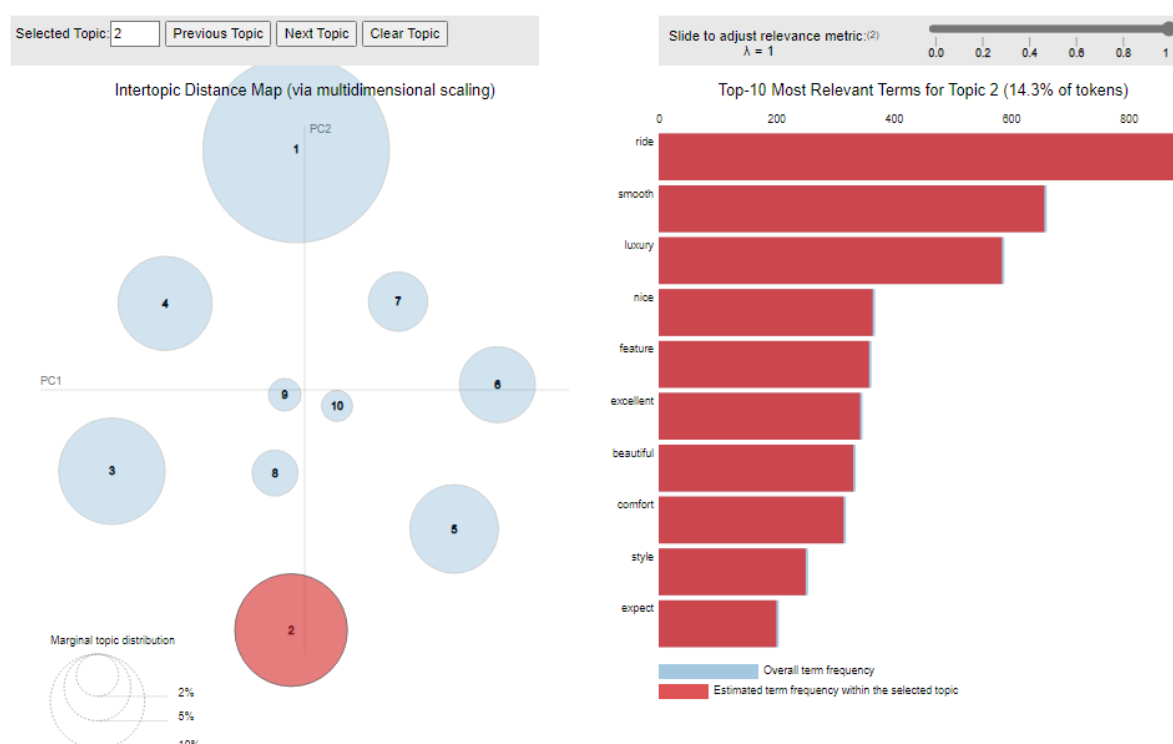 Selected Topic: 2 Previous Topic Next Topic Clear Topic
Slide to adjust relevance metric:(2)
λ = 1
0.0 0.2 0.4 0.6 0.8 1
Intertopic Distance Map (via multidimensional scaling)
PC2
PC1
1
4
7
6
9
10
3
8
5
2
Marginal topic distribution
2%
5%
10%
Top-10 Most Relevant Terms for Topic 2 (14.3% of tokens)
0 200 400 600 800
ride
smooth
luxury
nice
feature
excellent
beautiful
comfort
style
expect
Overall term frequency
Estimated term frequency within the selected topic